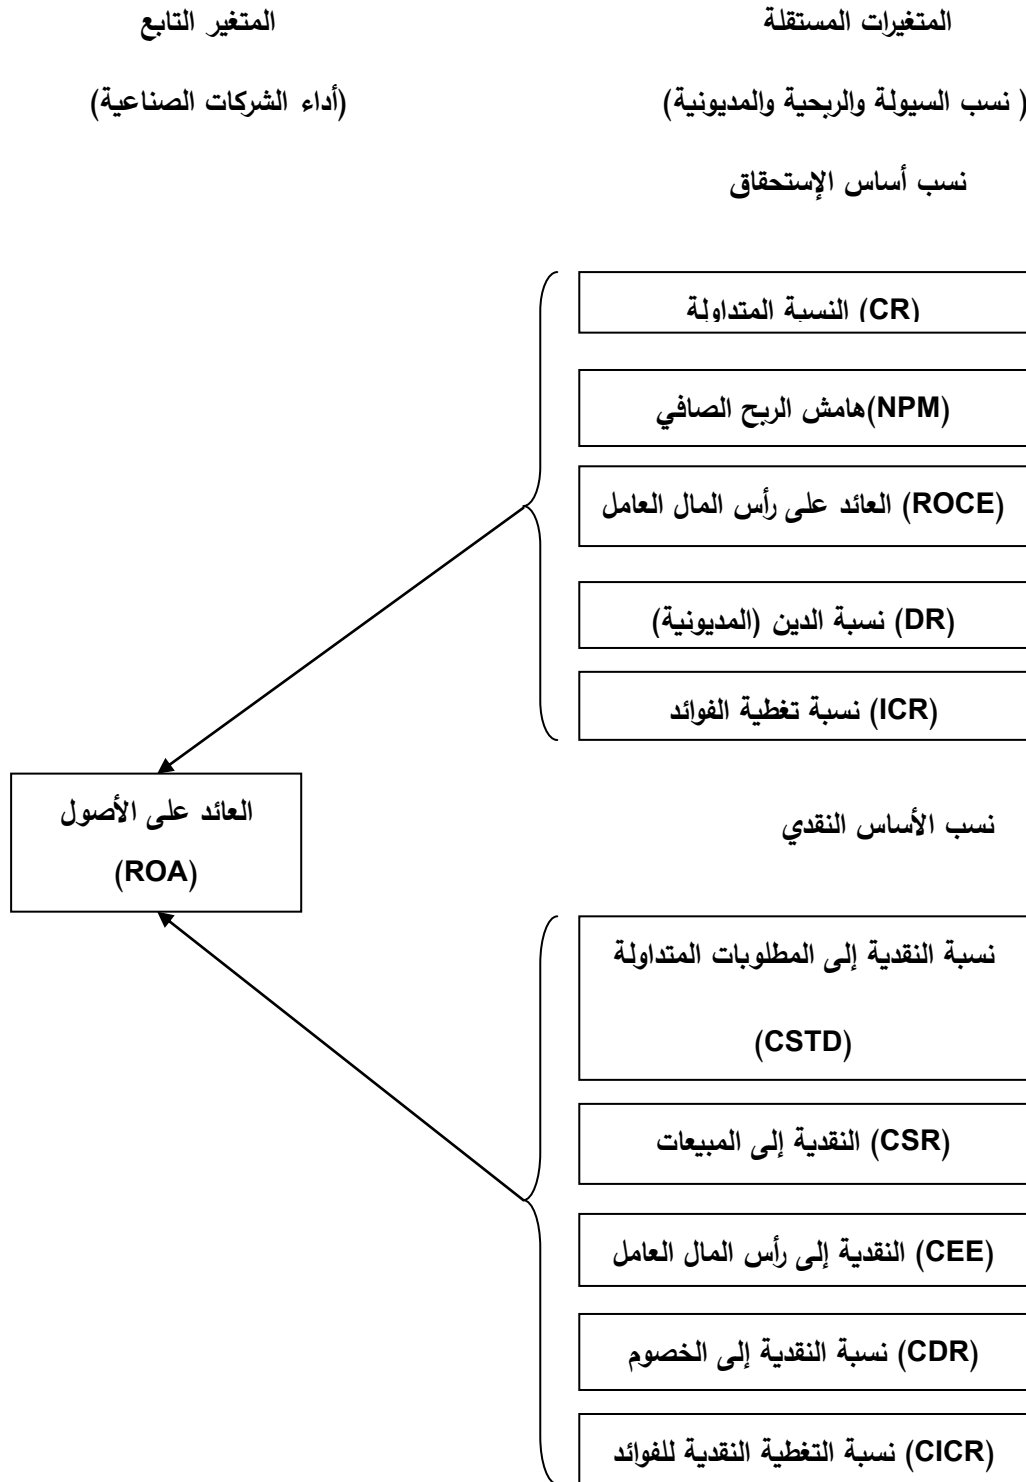 المتغيرات المستقلة
المتغير التابع
( نسب السيولة والربحية والمديونية)
(أداء الشركات الصناعية)
نسب أساس الإستحقاق
(CR) النسبة المتداولة
(NPM)هامش الربح الصافي
(ROCE) العائد على رأس المال العامل
(DR) نسبة الدين (المديونية)
(ICR) نسبة تغطية الفوائد
العائد على الأصول
(ROA)
نسب الأساس النقدي
نسبة النقدية إلى المطلوبات المتداولة
(CSTD)
(CSR) النقدية إلى المبيعات
(CEE) النقدية إلى رأس المال العامل
(CDR) نسبة النقدية إلى الخصوم
(CICR) نسبة التغطية النقدية للفوائد